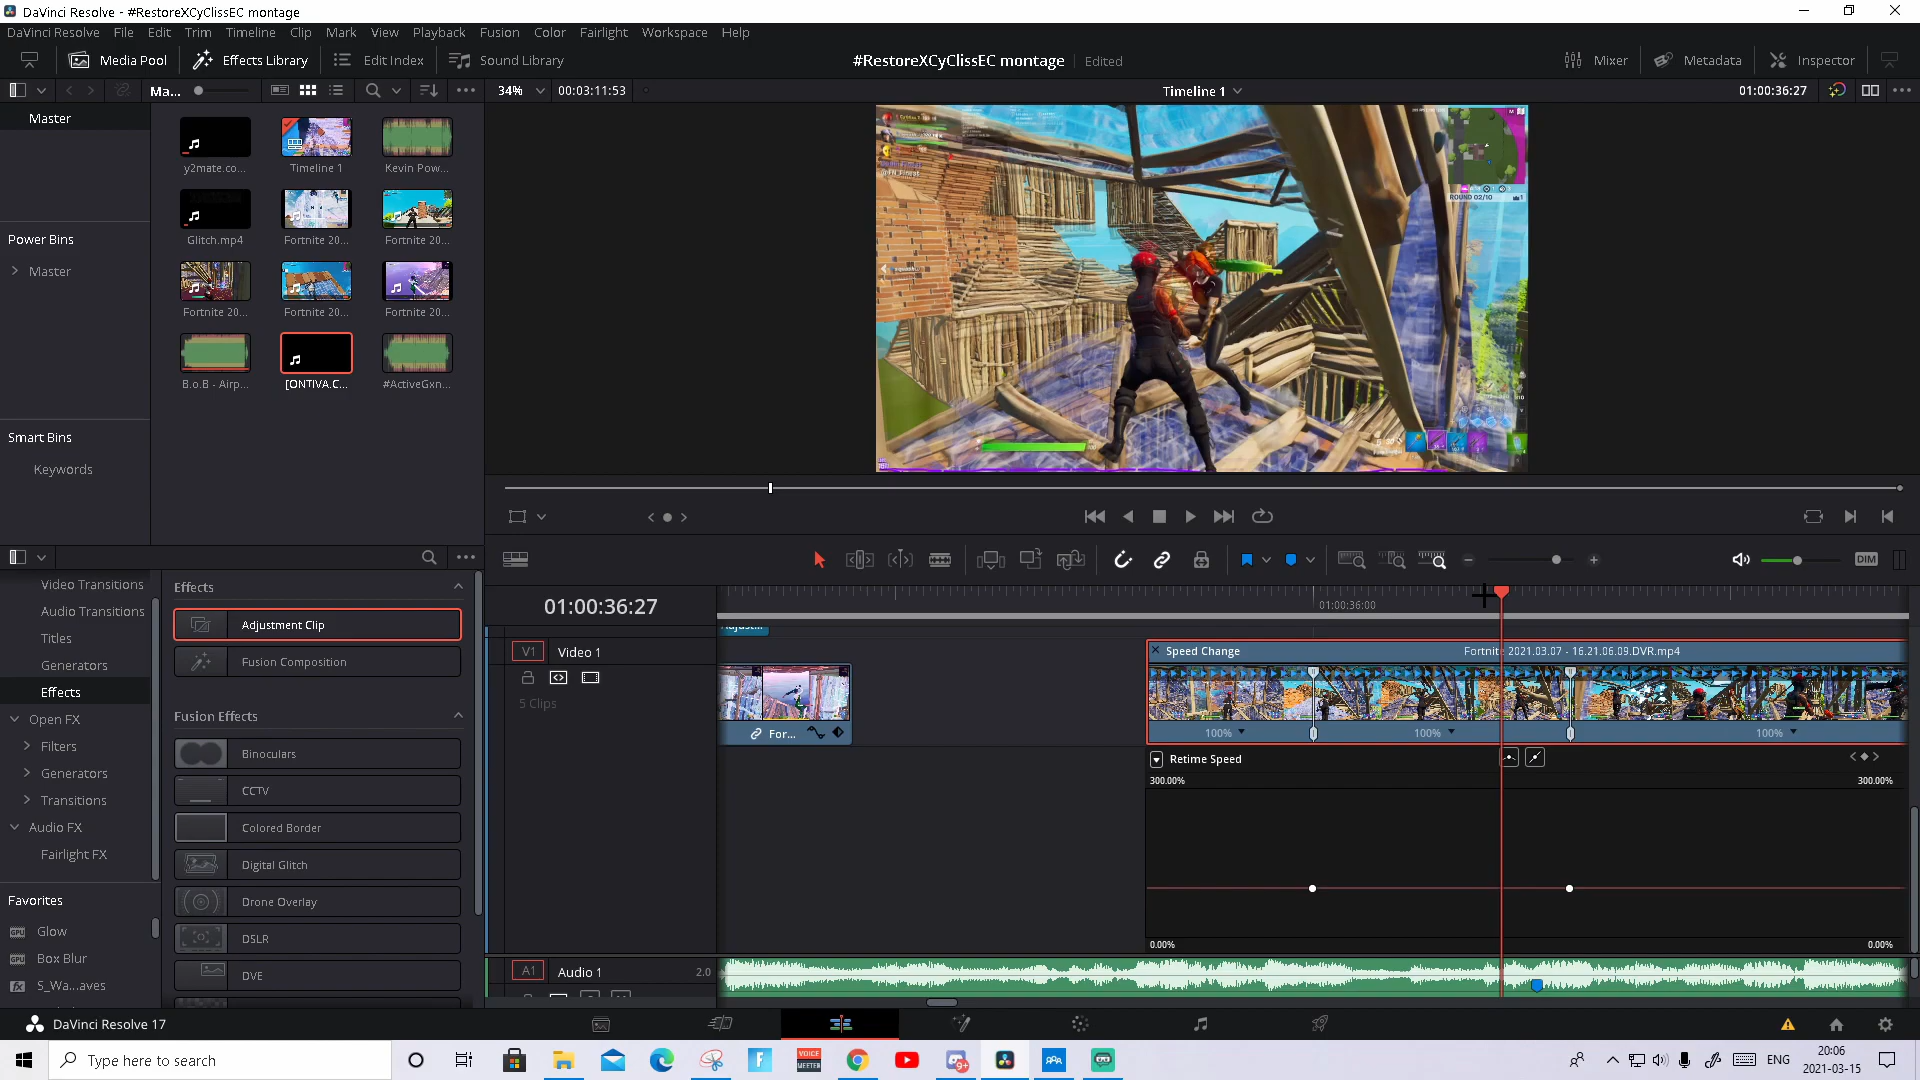 DaVinci Resolve - #RestoreXCyClissEC montage
DaVinci Resolve File Edit Trim Timeline Clip Mark View Playback Fusion Color Fairlight Workspace Help
Media Pool Effects Library Edit Index Sound Library #RestoreXCyClissEC montage Edited Mixer Metadata Inspector
Ma... 34% 00:03:11:53 Timeline 1 01:00:36:27
Master
y2mate.co... Timeline 1 Kevin Pow...
ROUND 02/10
Power Bins
Glitch.mp4 Fortnite 20... Fortnite 20...
Master
Fortnite 20... Fortnite 20... Fortnite 20...
B.o.B - Airp... [ONTIVA.C... #ActiveGxn...
Smart Bins
Keywords
DIM
Video Transitions
Audio Transitions
Titles
Generators
Effects
Open FX
Filters
Generators
Transitions
Audio FX
Fairlight FX
Favorites
Glow
Box Blur
S_Wa...aves
Effects
Adjustment Clip
Fusion Composition
Fusion Effects
Binoculars
CCTV
Colored Border
Digital Glitch
Drone Overlay
DSLR
DVE
01:00:36:27
01:00:36:00
V1 Video 1
5 Clips
For...
Speed Change Fortnite 2021.03.07 - 16.21.06.09.DVR.mp4
100% 100% 100%
Retime Speed
300.00% 300.00%
0.00% 0.00%
A1 Audio 1 2.0
DaVinci Resolve 17
Type here to search
VOICE MEETER
9+
ENG
20:06
2021-03-15